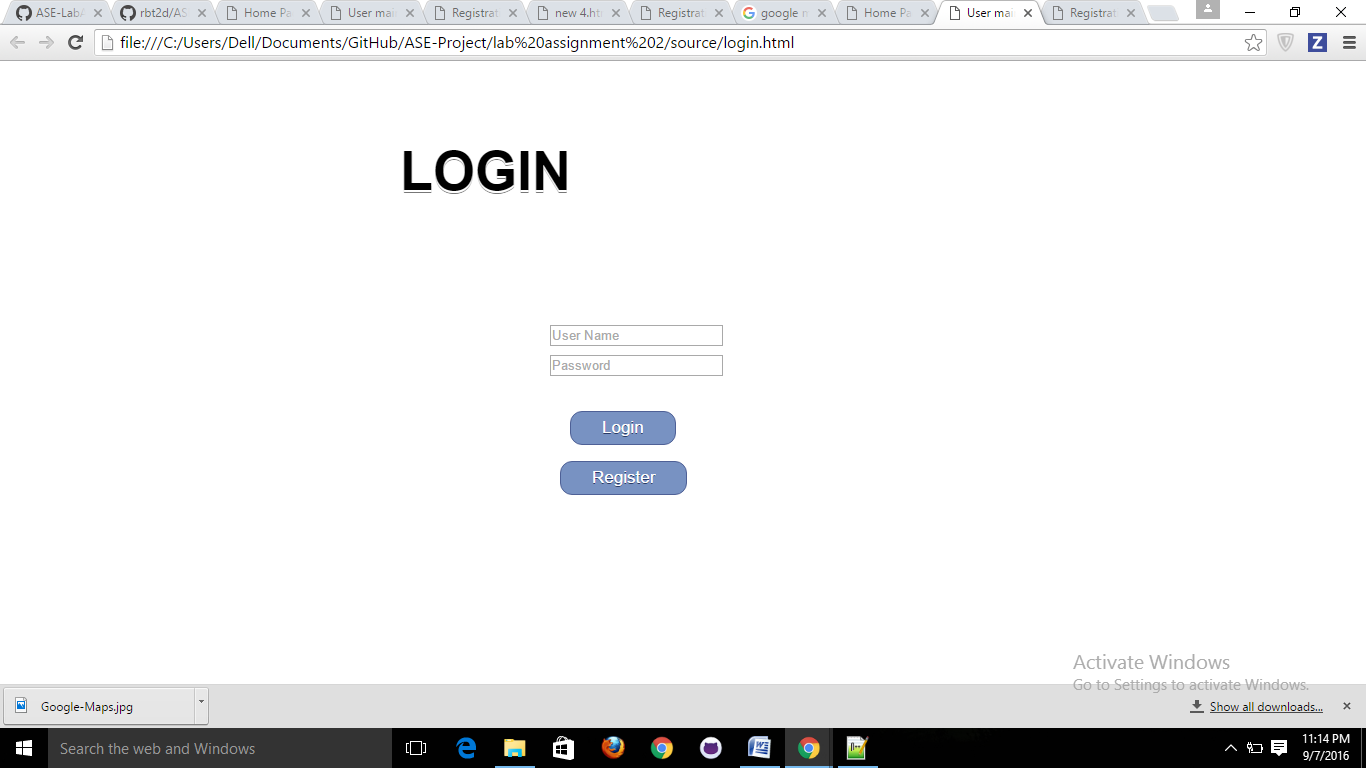 ASE-Lab/
rbt2d/AS
Home Pa
User mai
Registrat
new 4.ht
Registrat
google m
Home Pa
User mai
Registrat
file:///C:/Users/Dell/Documents/GitHub/ASE-Project/lab%20assignment%202/source/login.html
Z
LOGIN
User Name
Password
Login
Register
Activate Windows
Go to Settings to activate Windows.
Google-Maps.jpg
Show all downloads...
Search the web and Windows
11:14 PM
9/7/2016